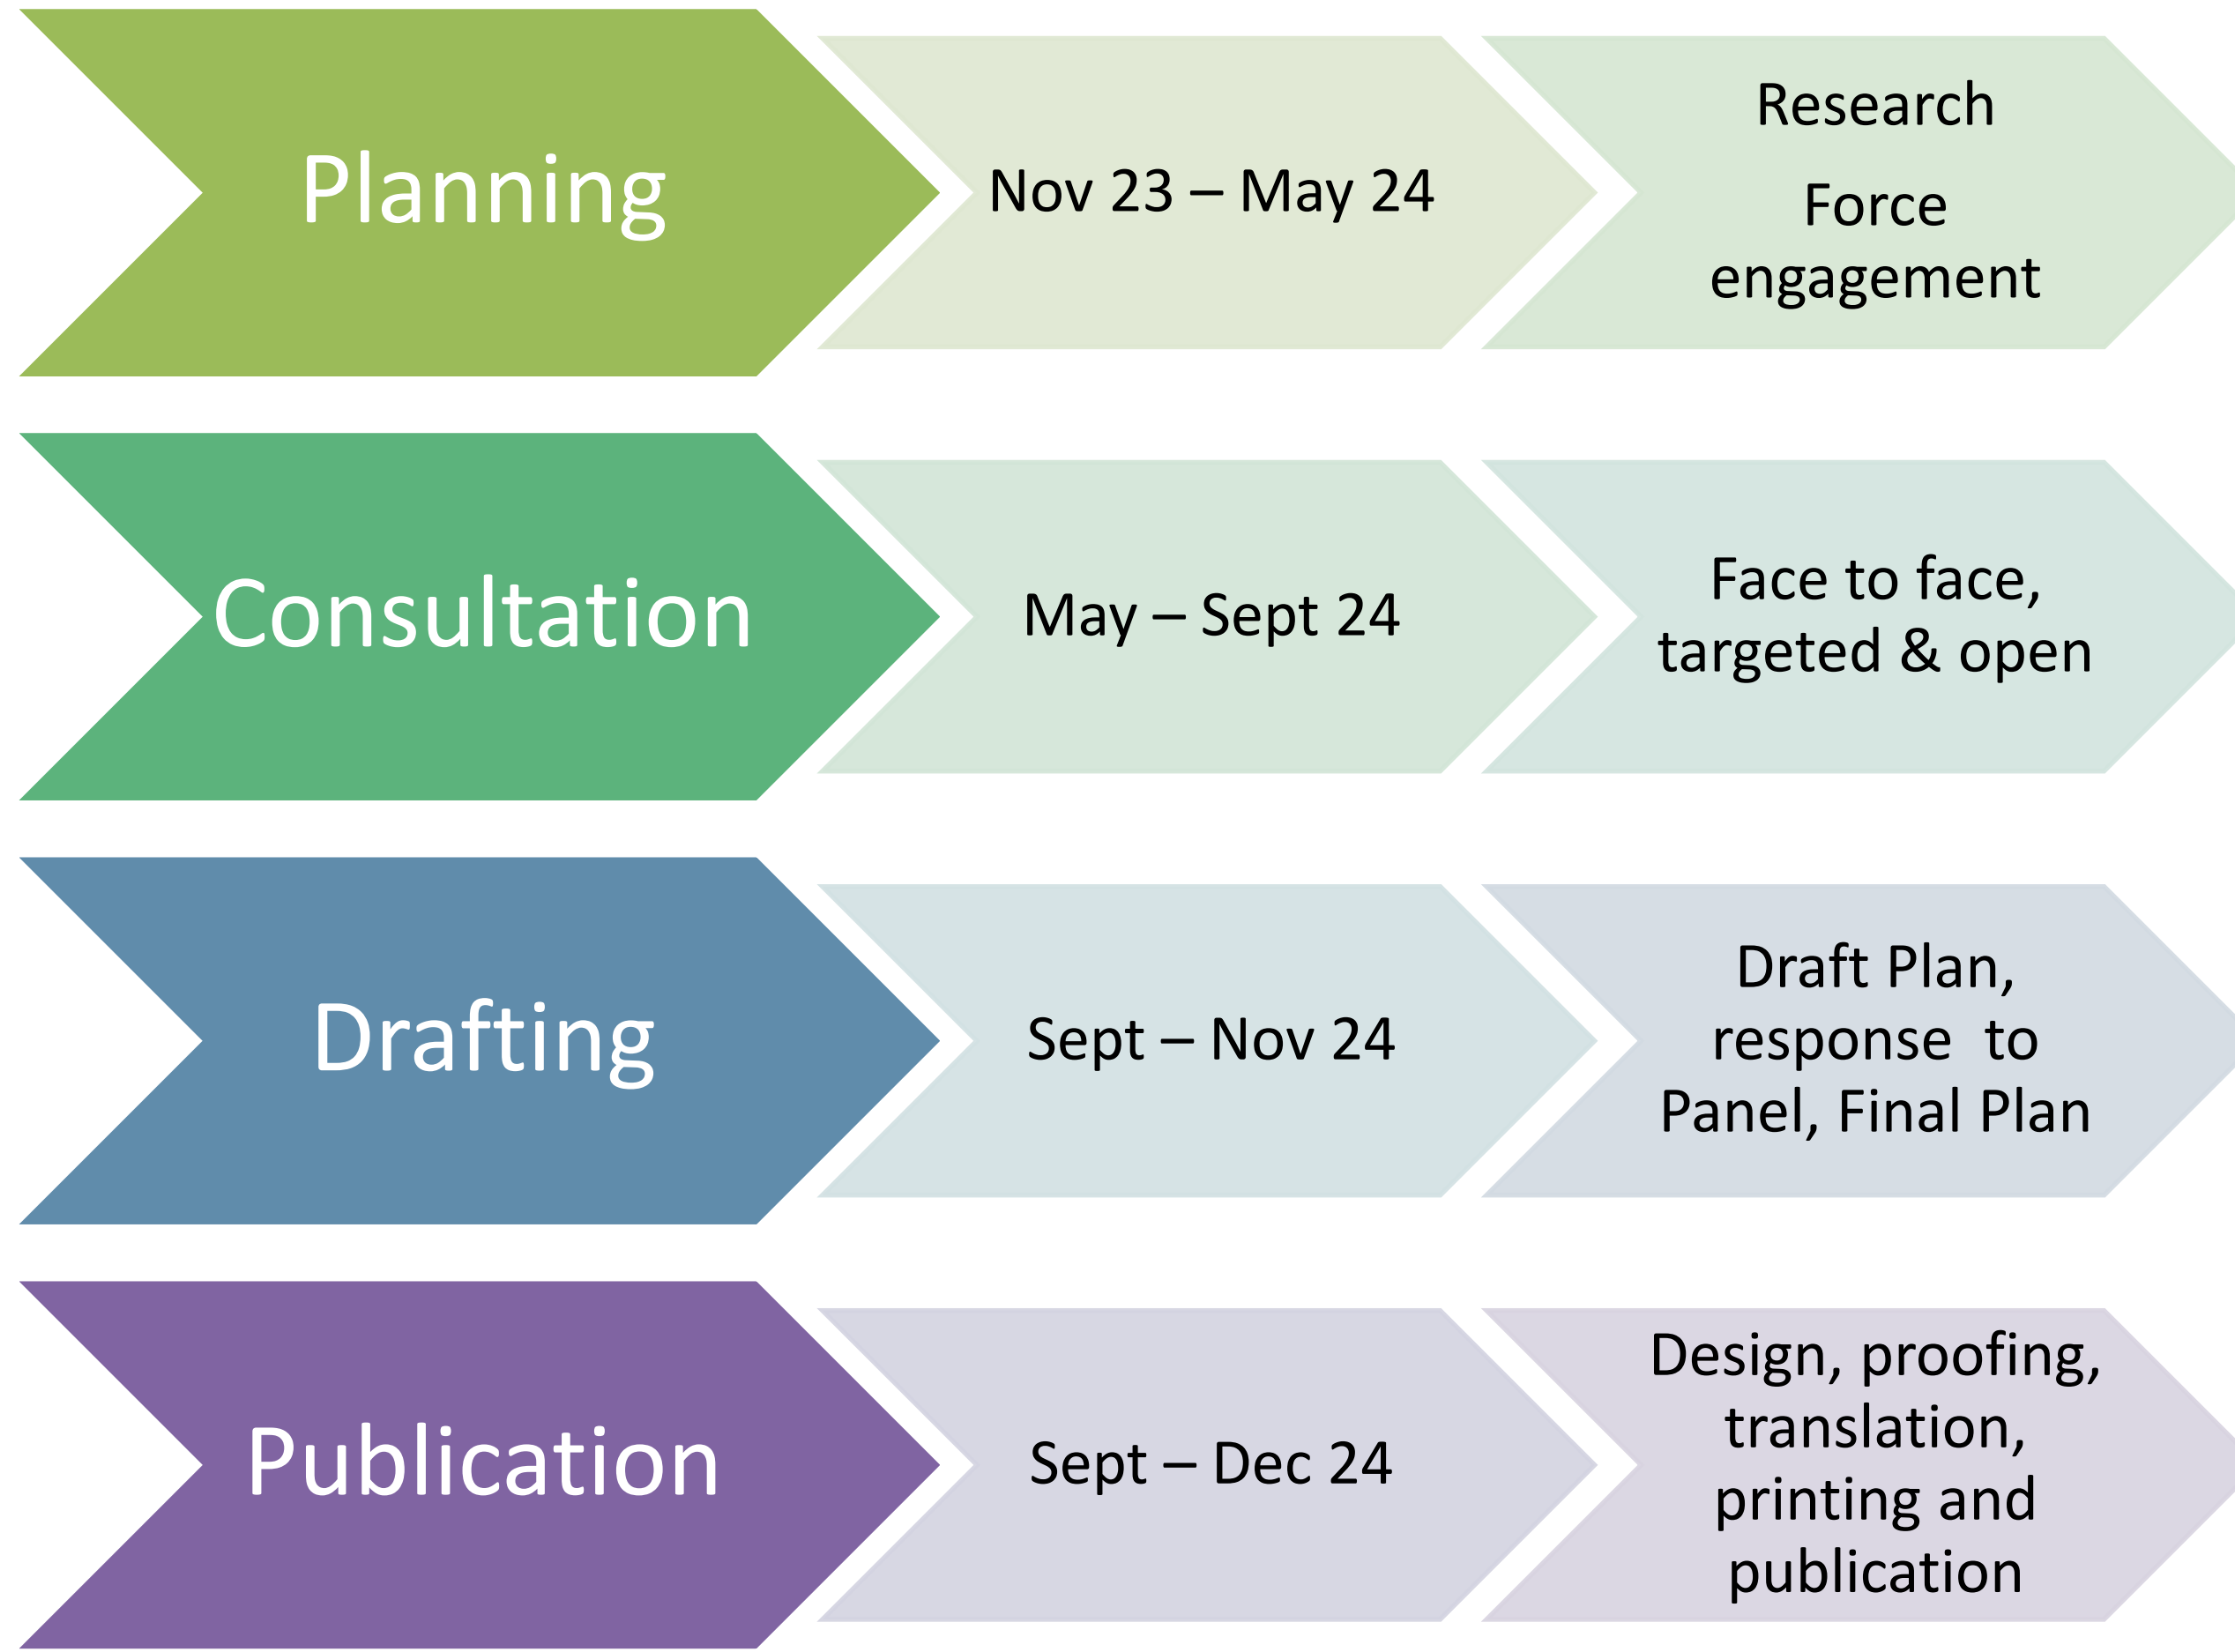 Planning
Nov 23 – May 24
Research
Force
engagement
Consultation
May – Sept 24
Face to face,
targeted & open
Drafting
Sept – Nov 24
Draft Plan,
response to
Panel, Final Plan
Publication
Sept – Dec 24
Design, proofing,
translation,
printing and
publication